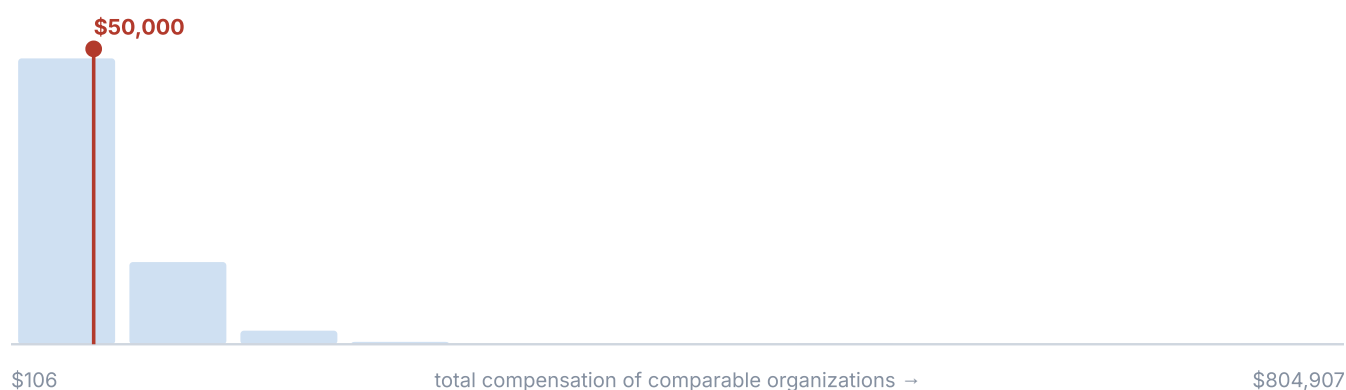 $50,000
$106 total compensation of comparable organizations → $804,907